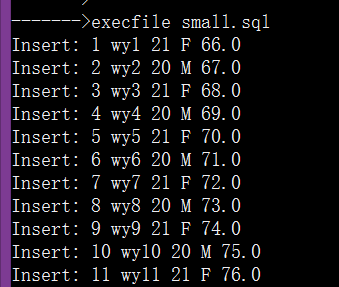 ------->execfile small.sql
Insert: 1 wy1 21 F 66.0
Insert: 2 wy2 20 M 67.0
Insert: 3 wy3 21 F 68.0
Insert: 4 wy4 20 M 69.0
Insert: 5 wy5 21 F 70.0
Insert: 6 wy6 20 M 71.0
Insert: 7 wy7 21 F 72.0
Insert: 8 wy8 20 M 73.0
Insert: 9 wy9 21 F 74.0
Insert: 10 wy10 20 M 75.0
Insert: 11 wy11 21 F 76.0